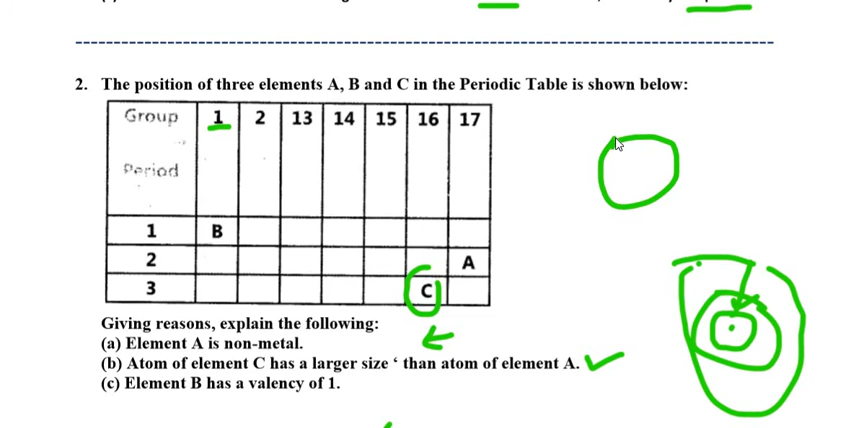 2. The position of three elements A, B and C in the Periodic Table is shown below:
Group 1 2 13 14 15 16 17
Period
1 B
2 A
3 C
Giving reasons, explain the following:
(a) Element A is non-metal.
(b) Atom of element C has a larger size ‘ than atom of element A.
(c) Element B has a valency of 1.